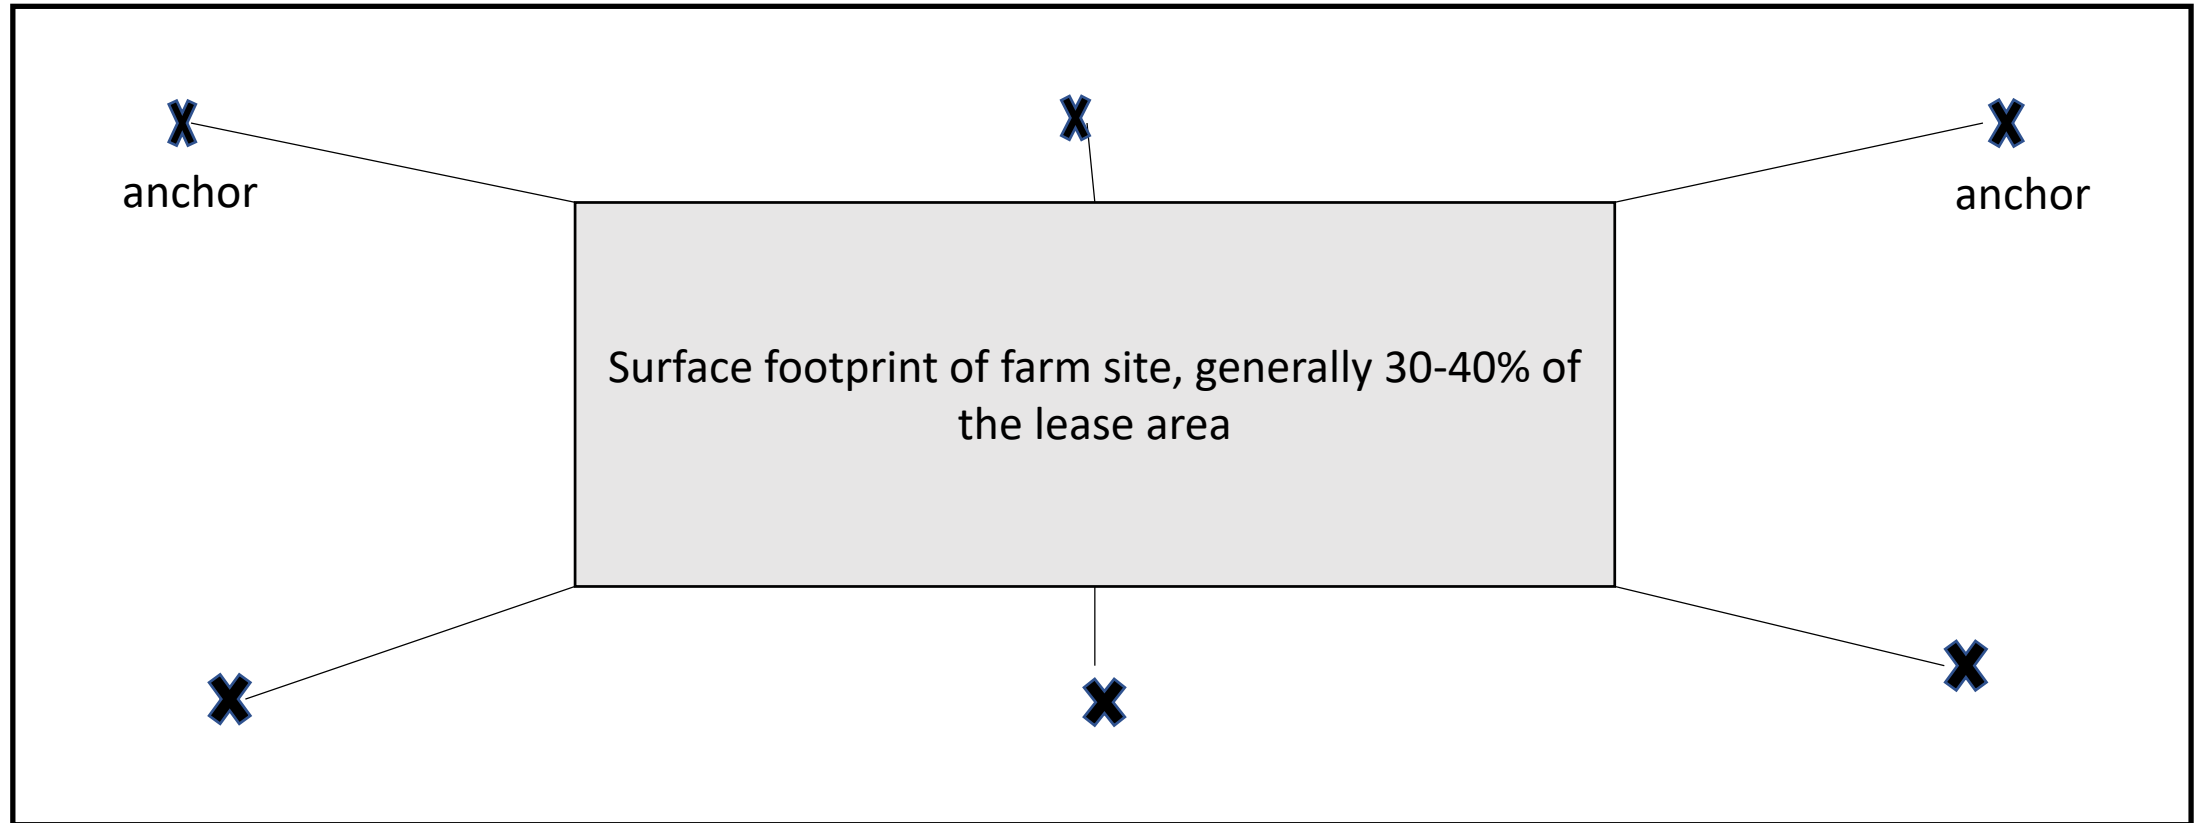 anchor
anchor
Surface footprint of farm site, generally 30-40% of
the lease area